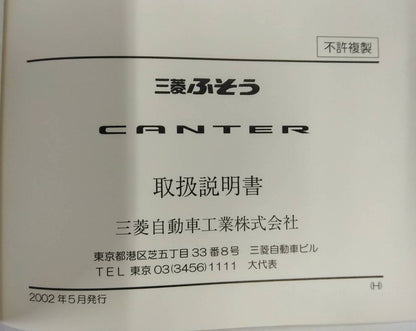 不許複製
三菱ふそう
CANTER
取扱説明書
三菱自動車工業株式会社
東京都港区芝五丁目33番8号 三菱自動車ビル
TEL 東京 03(3456)1111 大代表
2002年5月発行 (H)